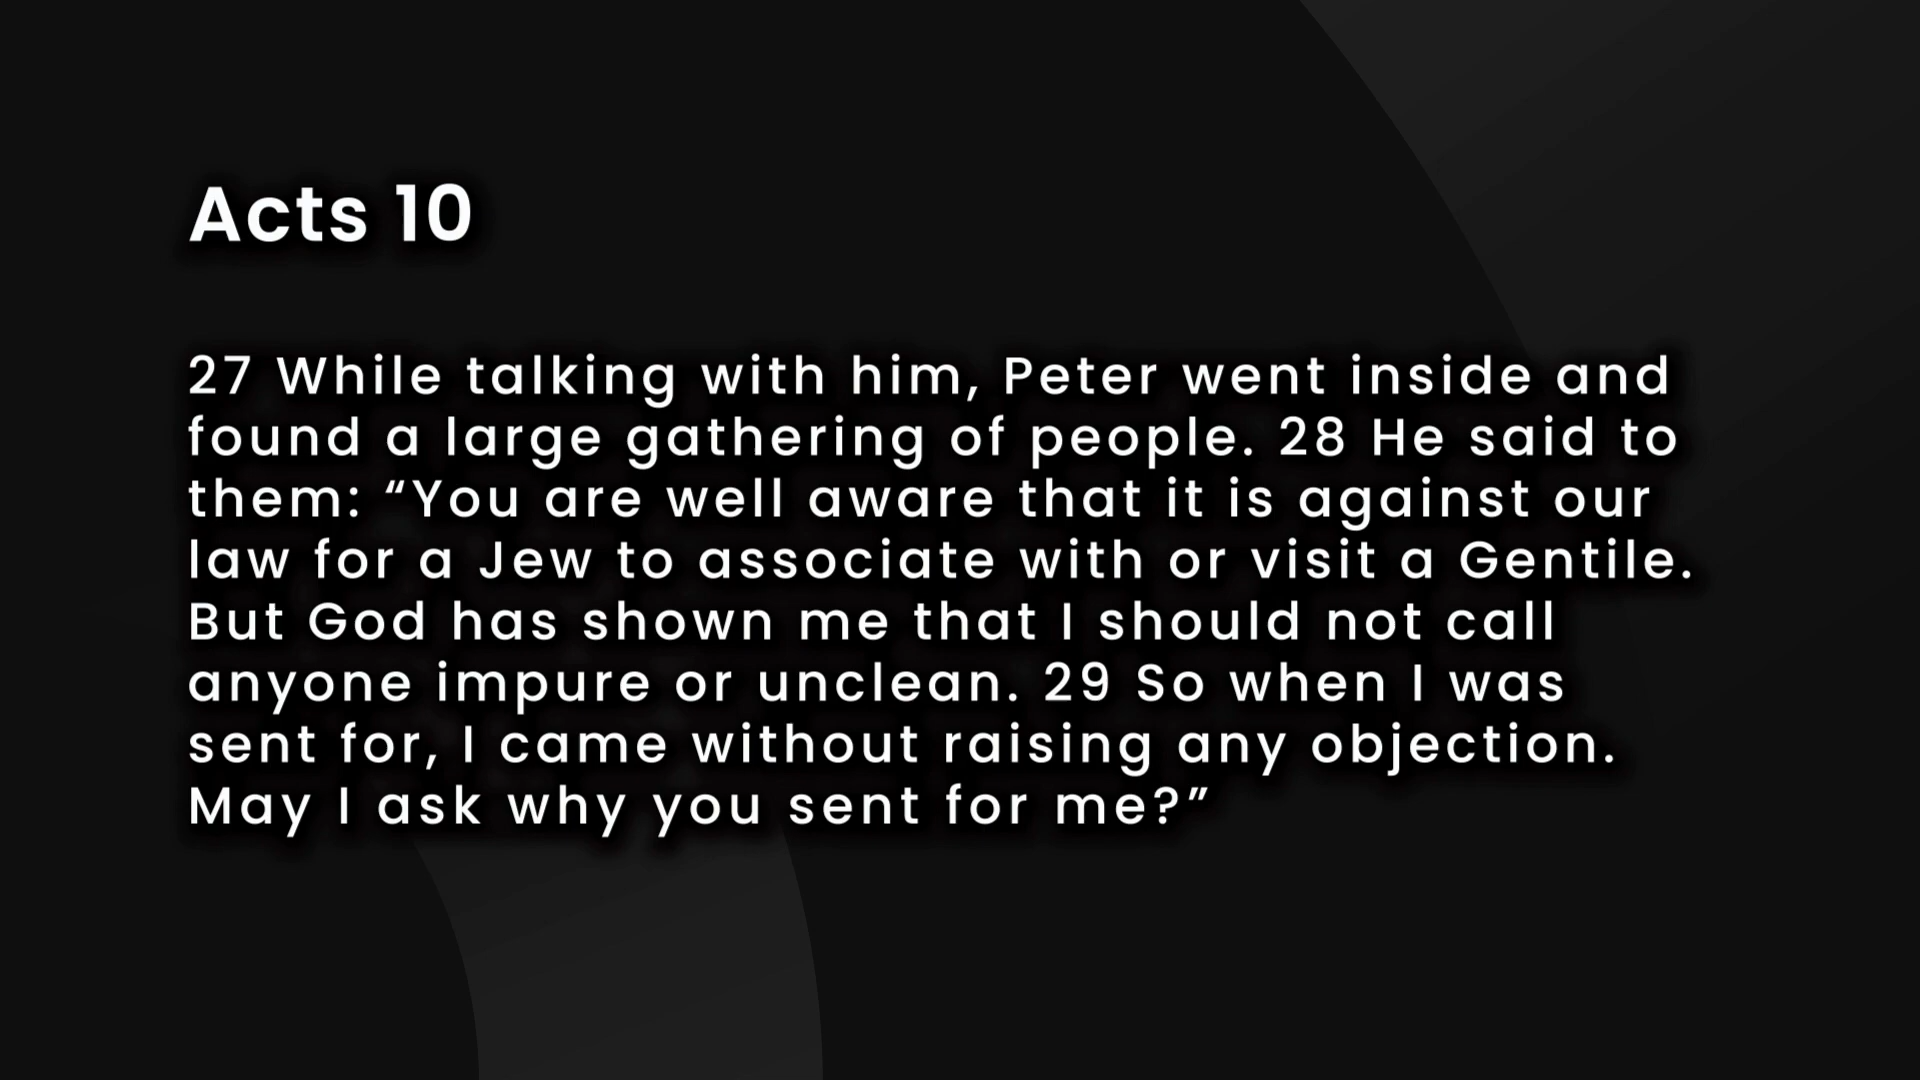 Acts 10
27 While talking with him, Peter went inside and
found a large gathering of people. 28 He said to
them: “You are well aware that it is against our
law for a Jew to associate with or visit a Gentile.
But God has shown me that I should not call
anyone impure or unclean. 29 So when I was
sent for, I came without raising any objection.
May I ask why you sent for me?”